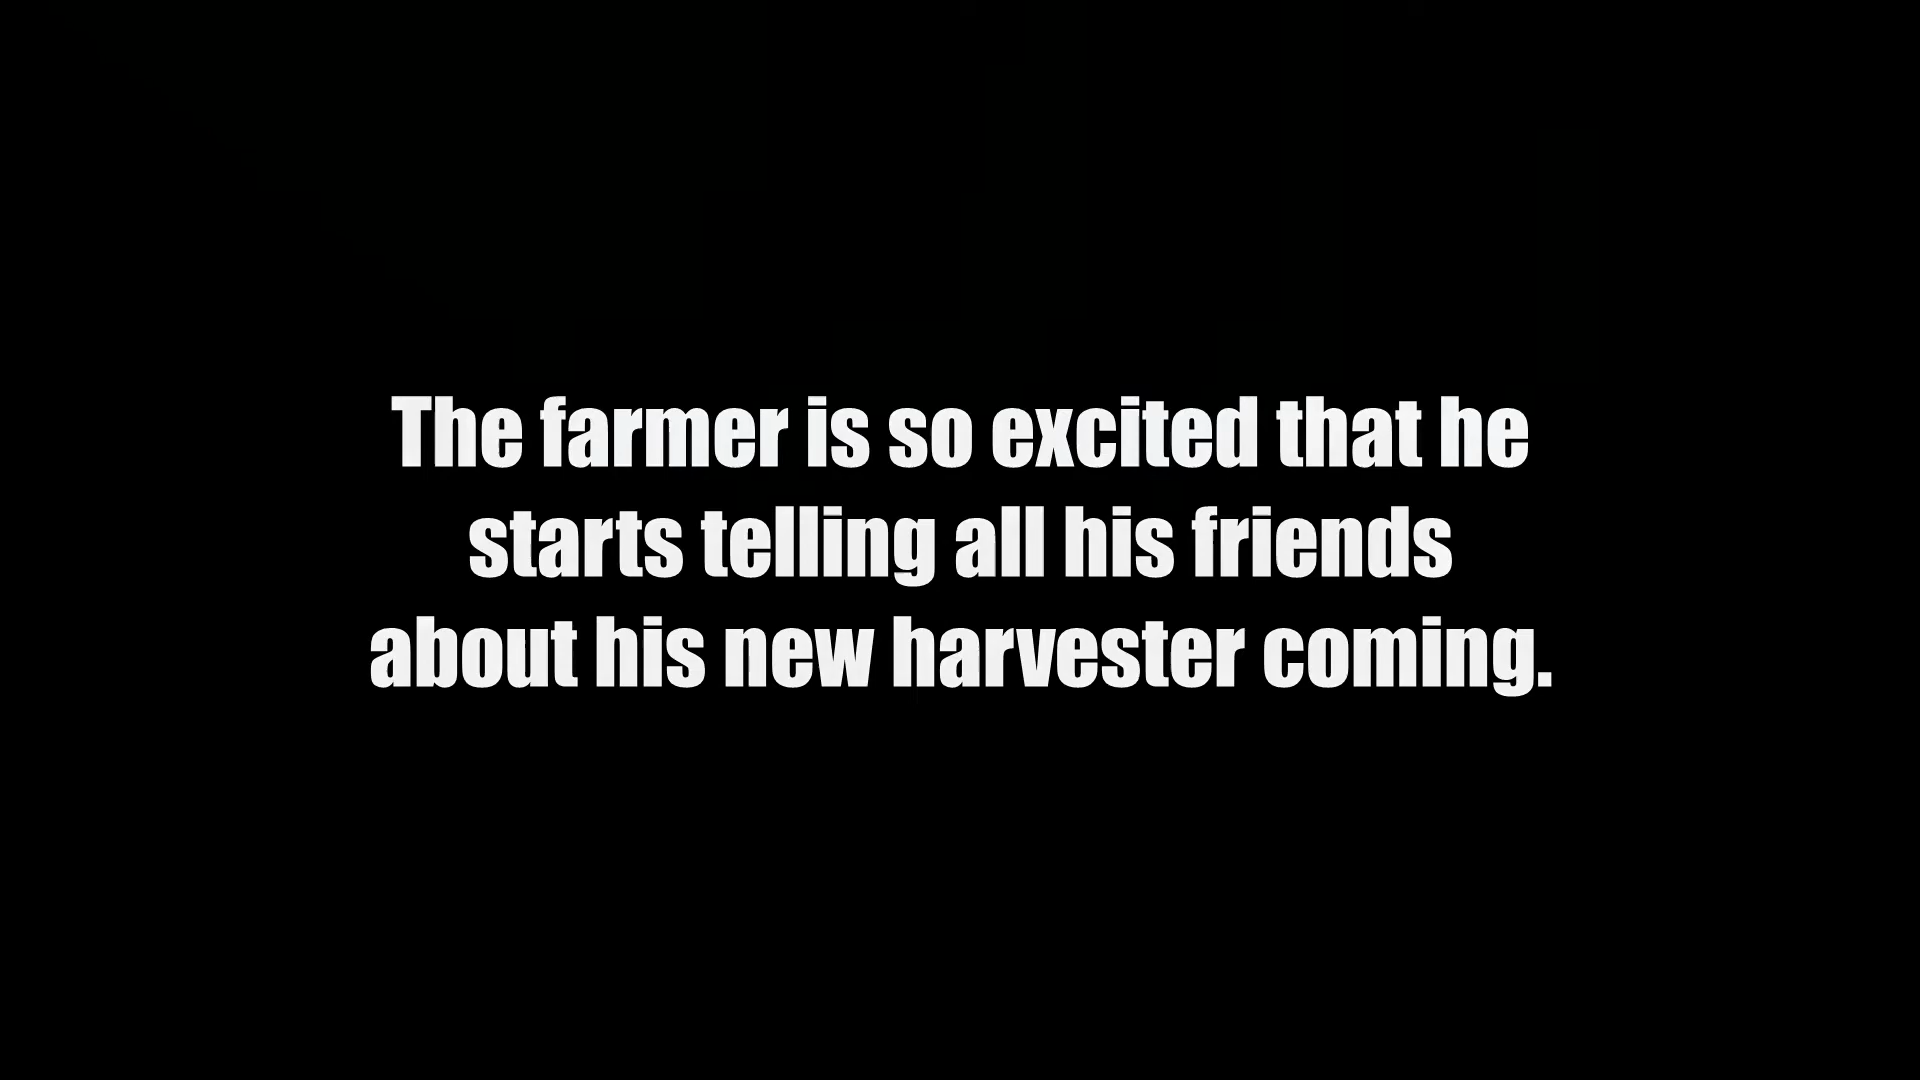 The farmer is so excited that he
starts telling all his friends
about his new harvester coming.